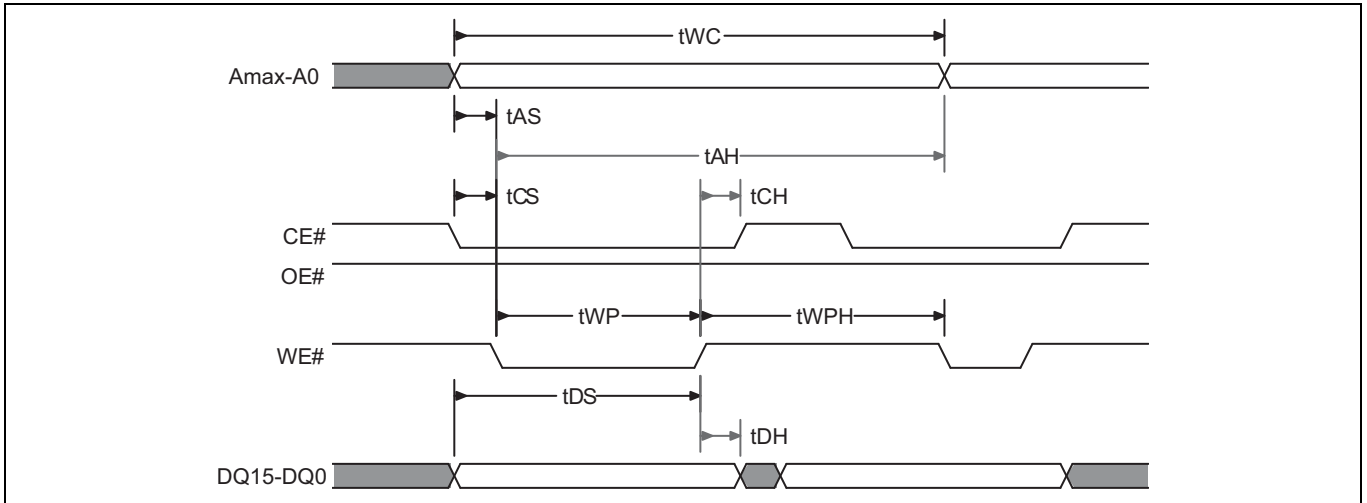 tWC
Amax-A0
tAS
tAH
tCS
tCH
CE#
OE#
tWP
tWPH
WE#
tDS
tDH
DQ15-DQ0